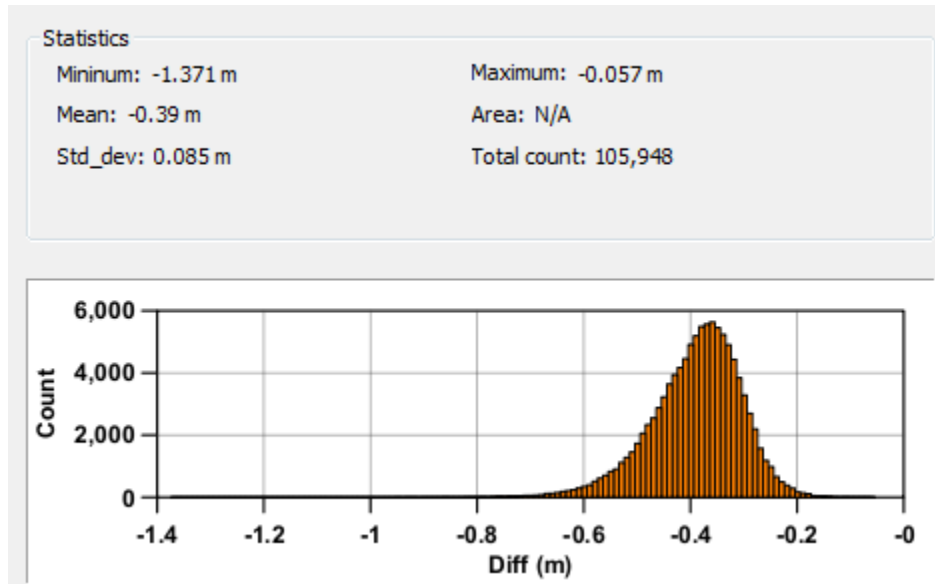 Statistics
Mininum: -1.371 m
Maximum: -0.057 m
Mean: -0.39 m
Area: N/A
Std_dev: 0.085 m
Total count: 105,948
6,000
4,000
2,000
0
Count
-1.4 -1.2 -1 -0.8 -0.6 -0.4 -0.2 -0
Diff (m)